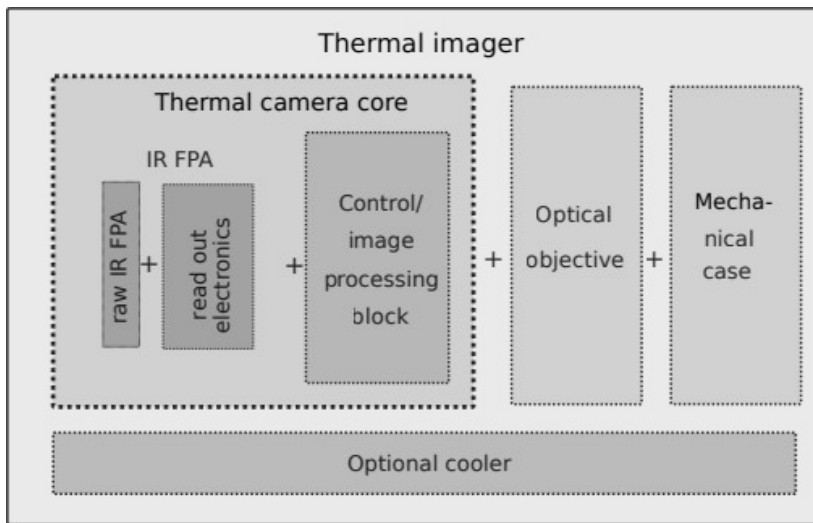 Thermal imager
Thermal camera core
IR FPA
raw IR FPA
+
read out
electronics
+
Control/
image
processing
block
+
Optical
objective
+
Mecha-
nical
case
Optional cooler